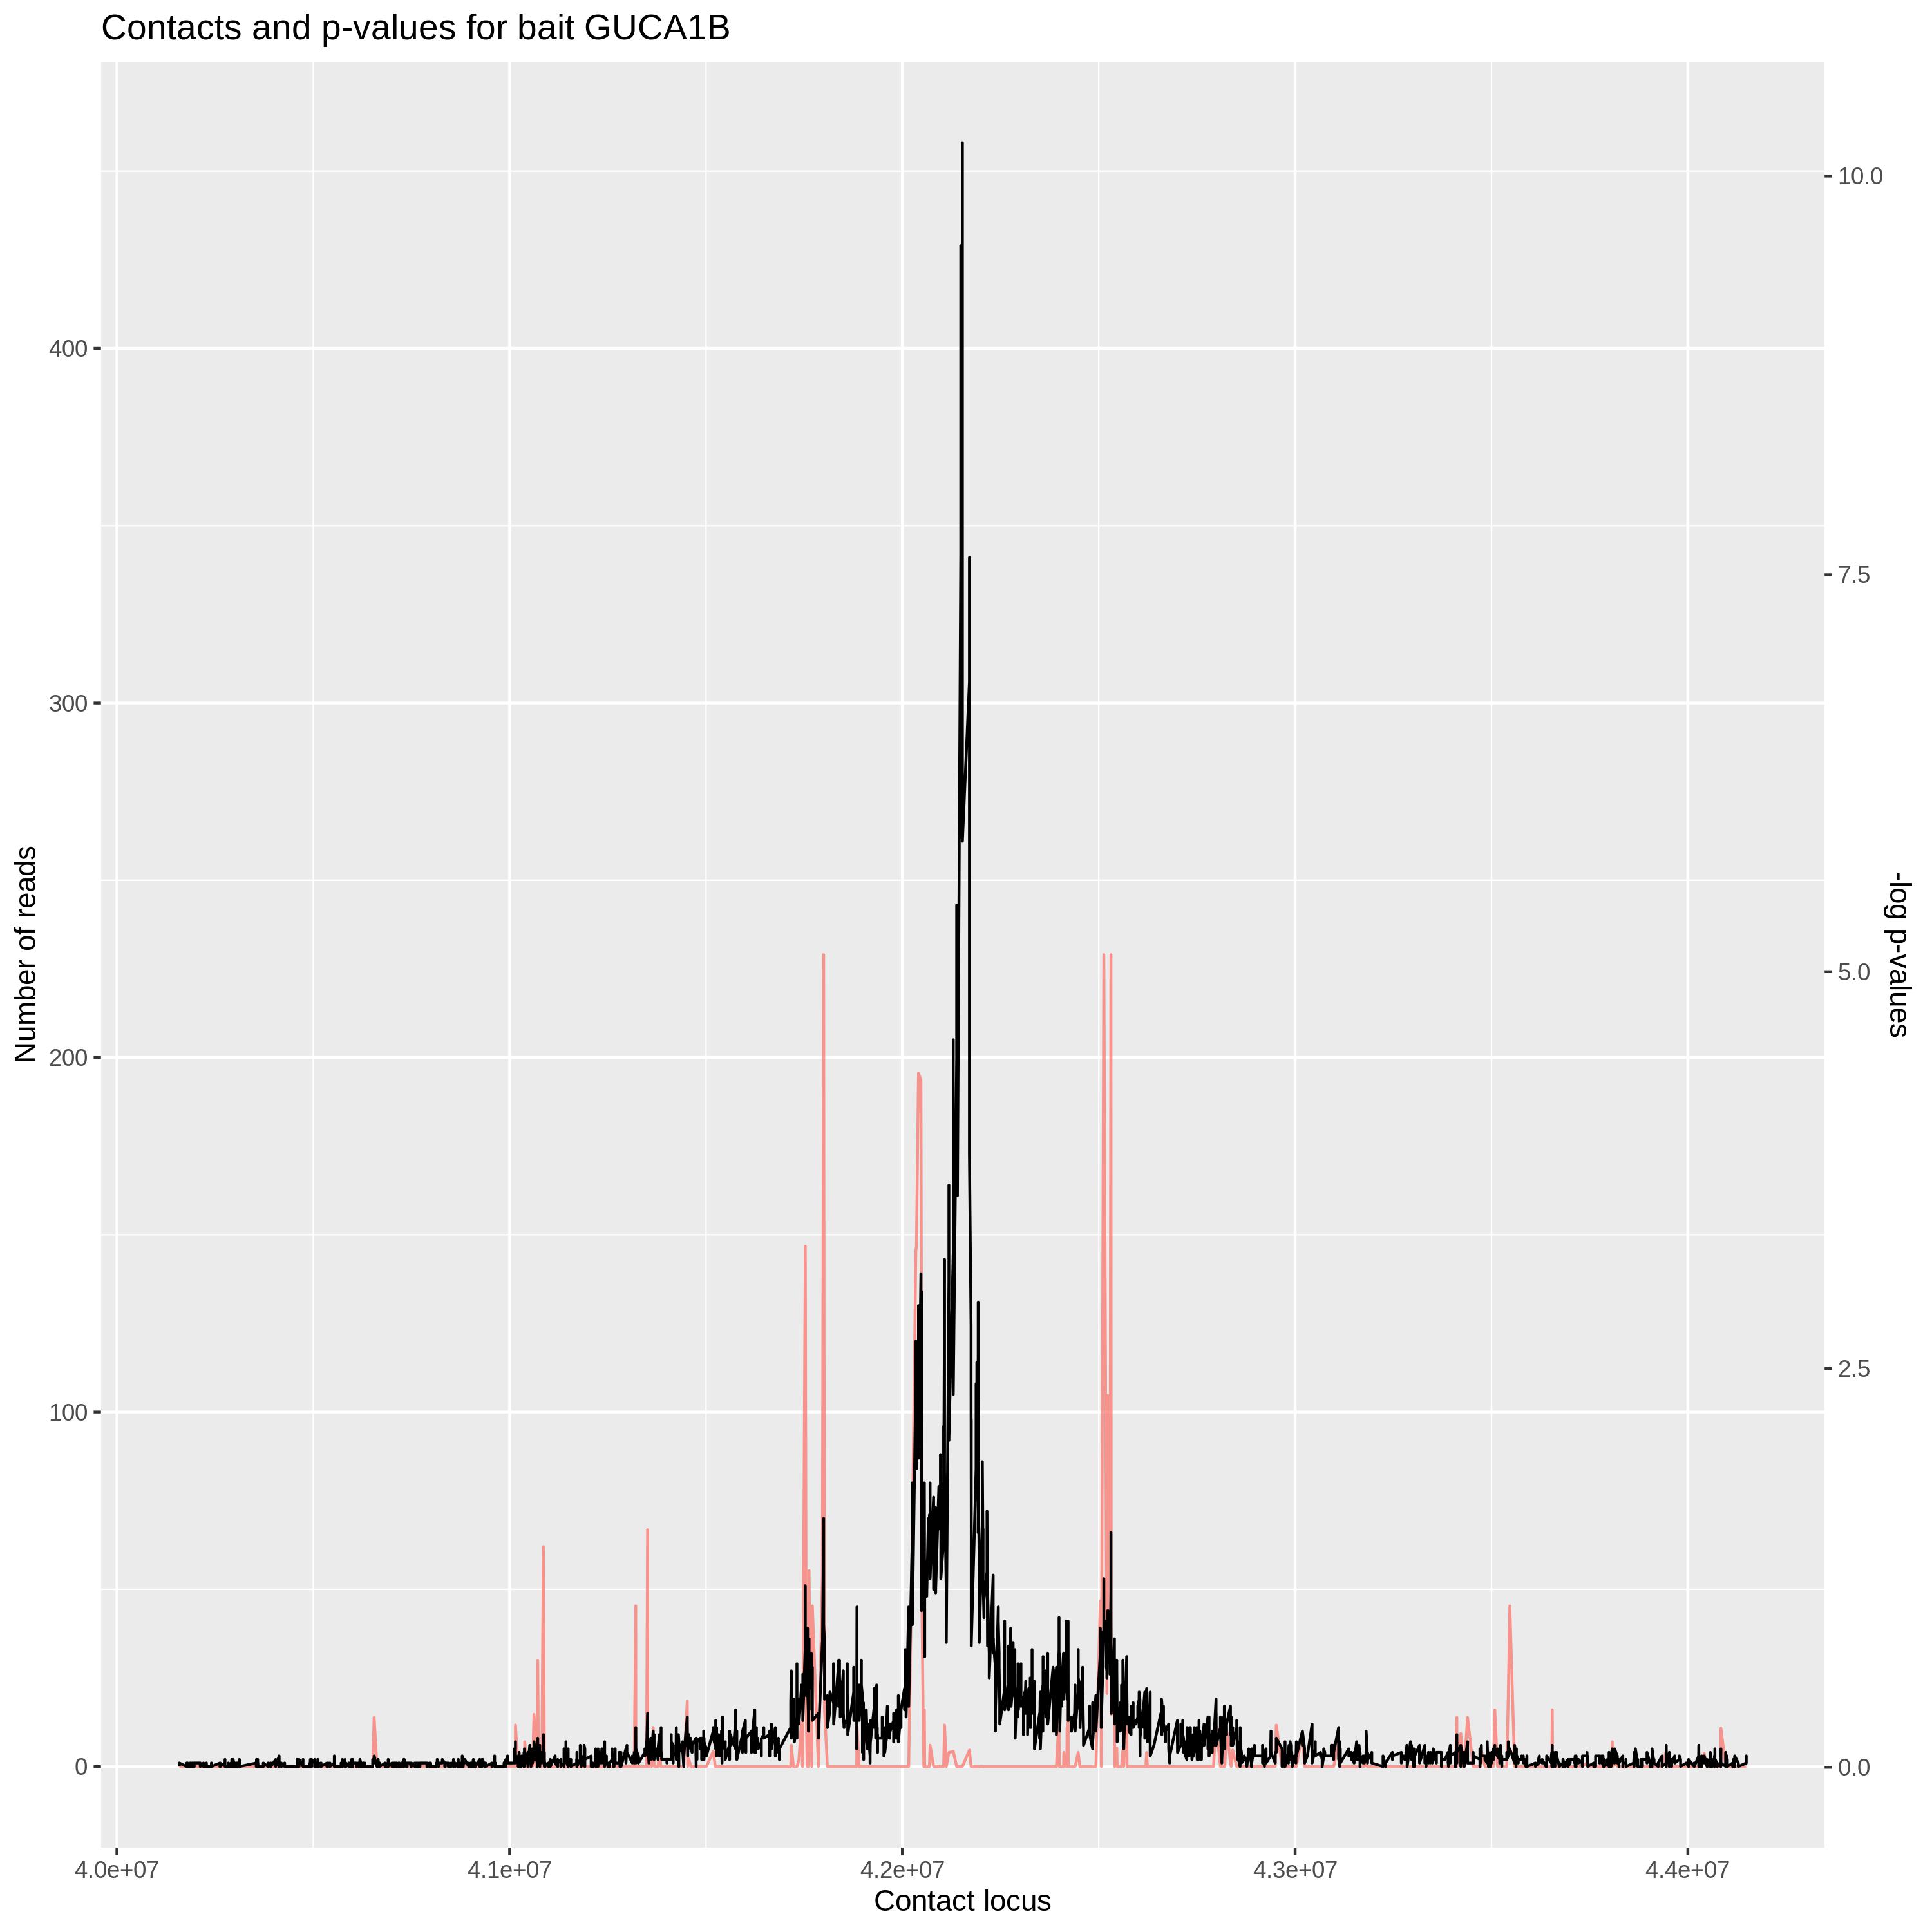 Contacts and p-values for bait GUCA1B
Number of reads
400
300
200
100
0
10.0
7.5
5.0
2.5
0.0
-log p-values
4.0e+07 4.1e+07 4.2e+07 4.3e+07 4.4e+07
Contact locus